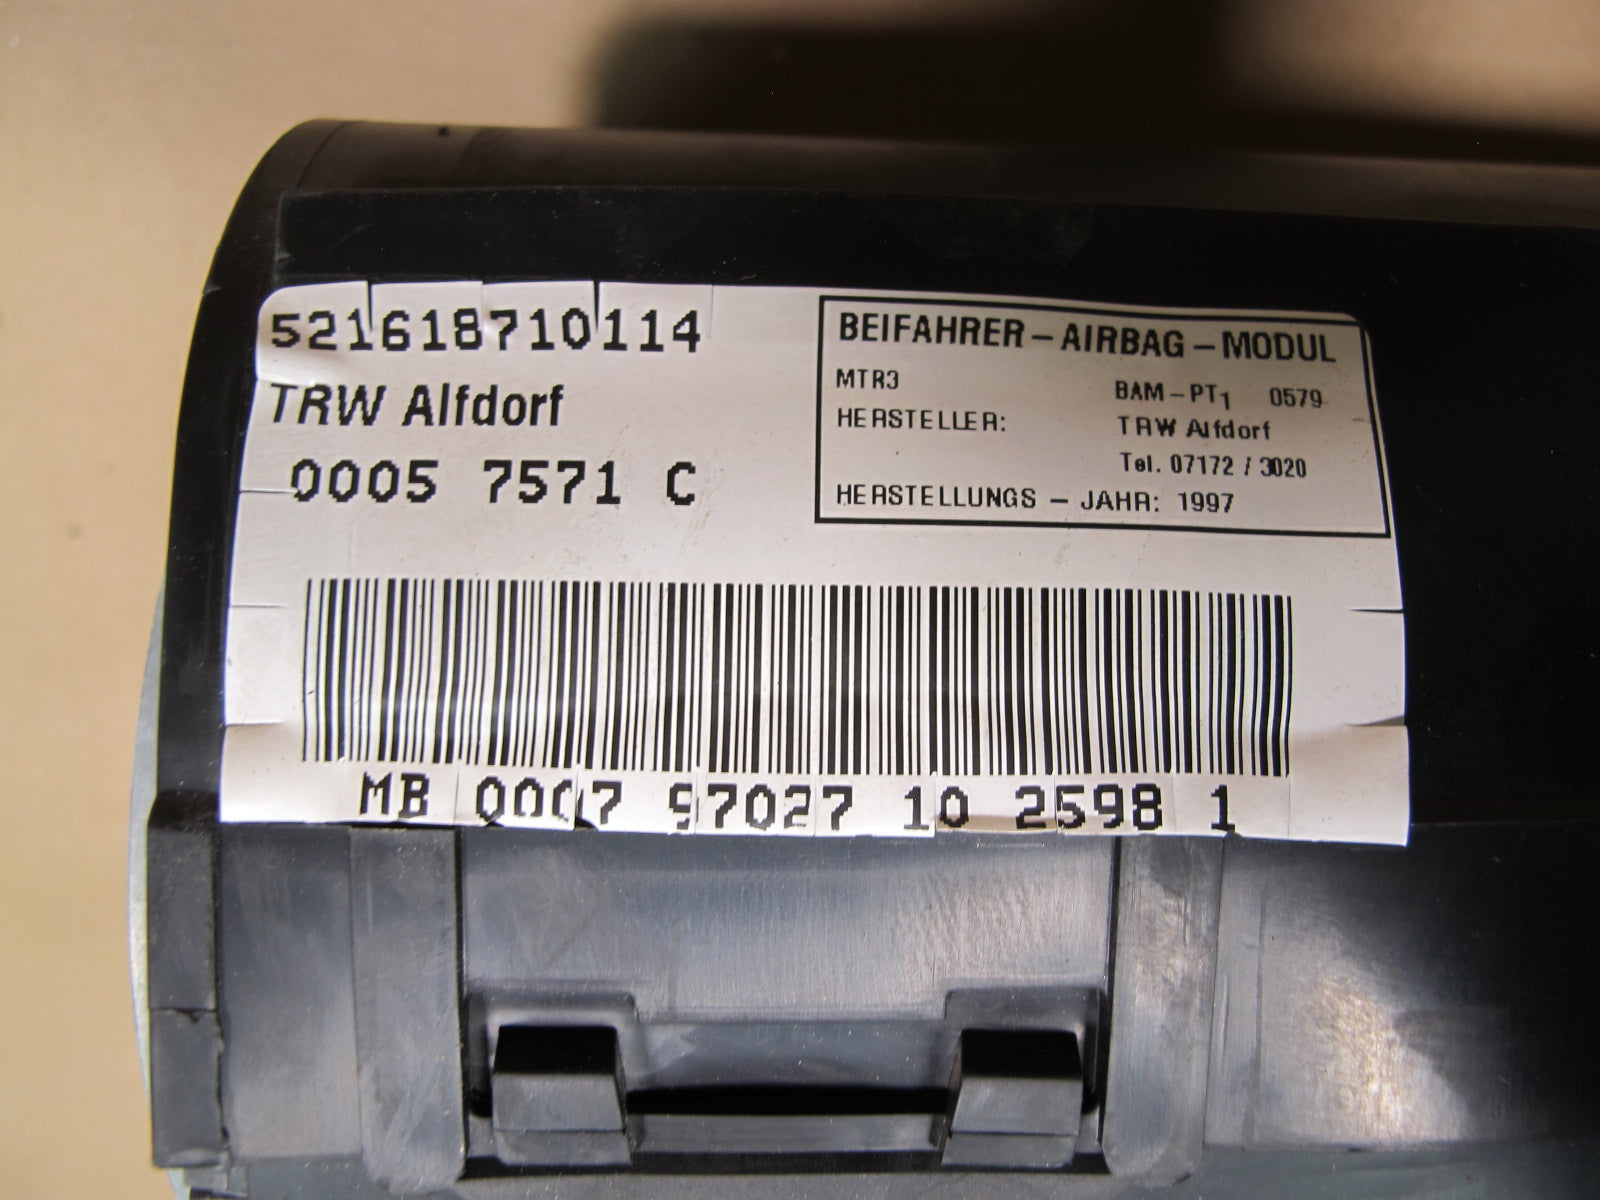 521618710114
TRW Alfdorf
0005 7571 C
BEIFAHRER – AIRBAG – MODUL
MTR3 BAM – PT1 0579
HERSTELLER: TRW Alfdorf
Tel. 07172 / 3020
HERSTELLUNGS – JAHR: 1997
MB 0007 97027 10 2598 1